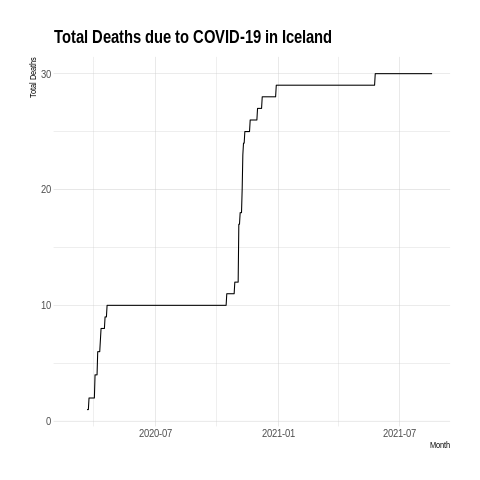 Total Deaths due to COVID-19 in Iceland
Total Deaths
30
20
10
0
2020-07
2021-01
2021-07
Month